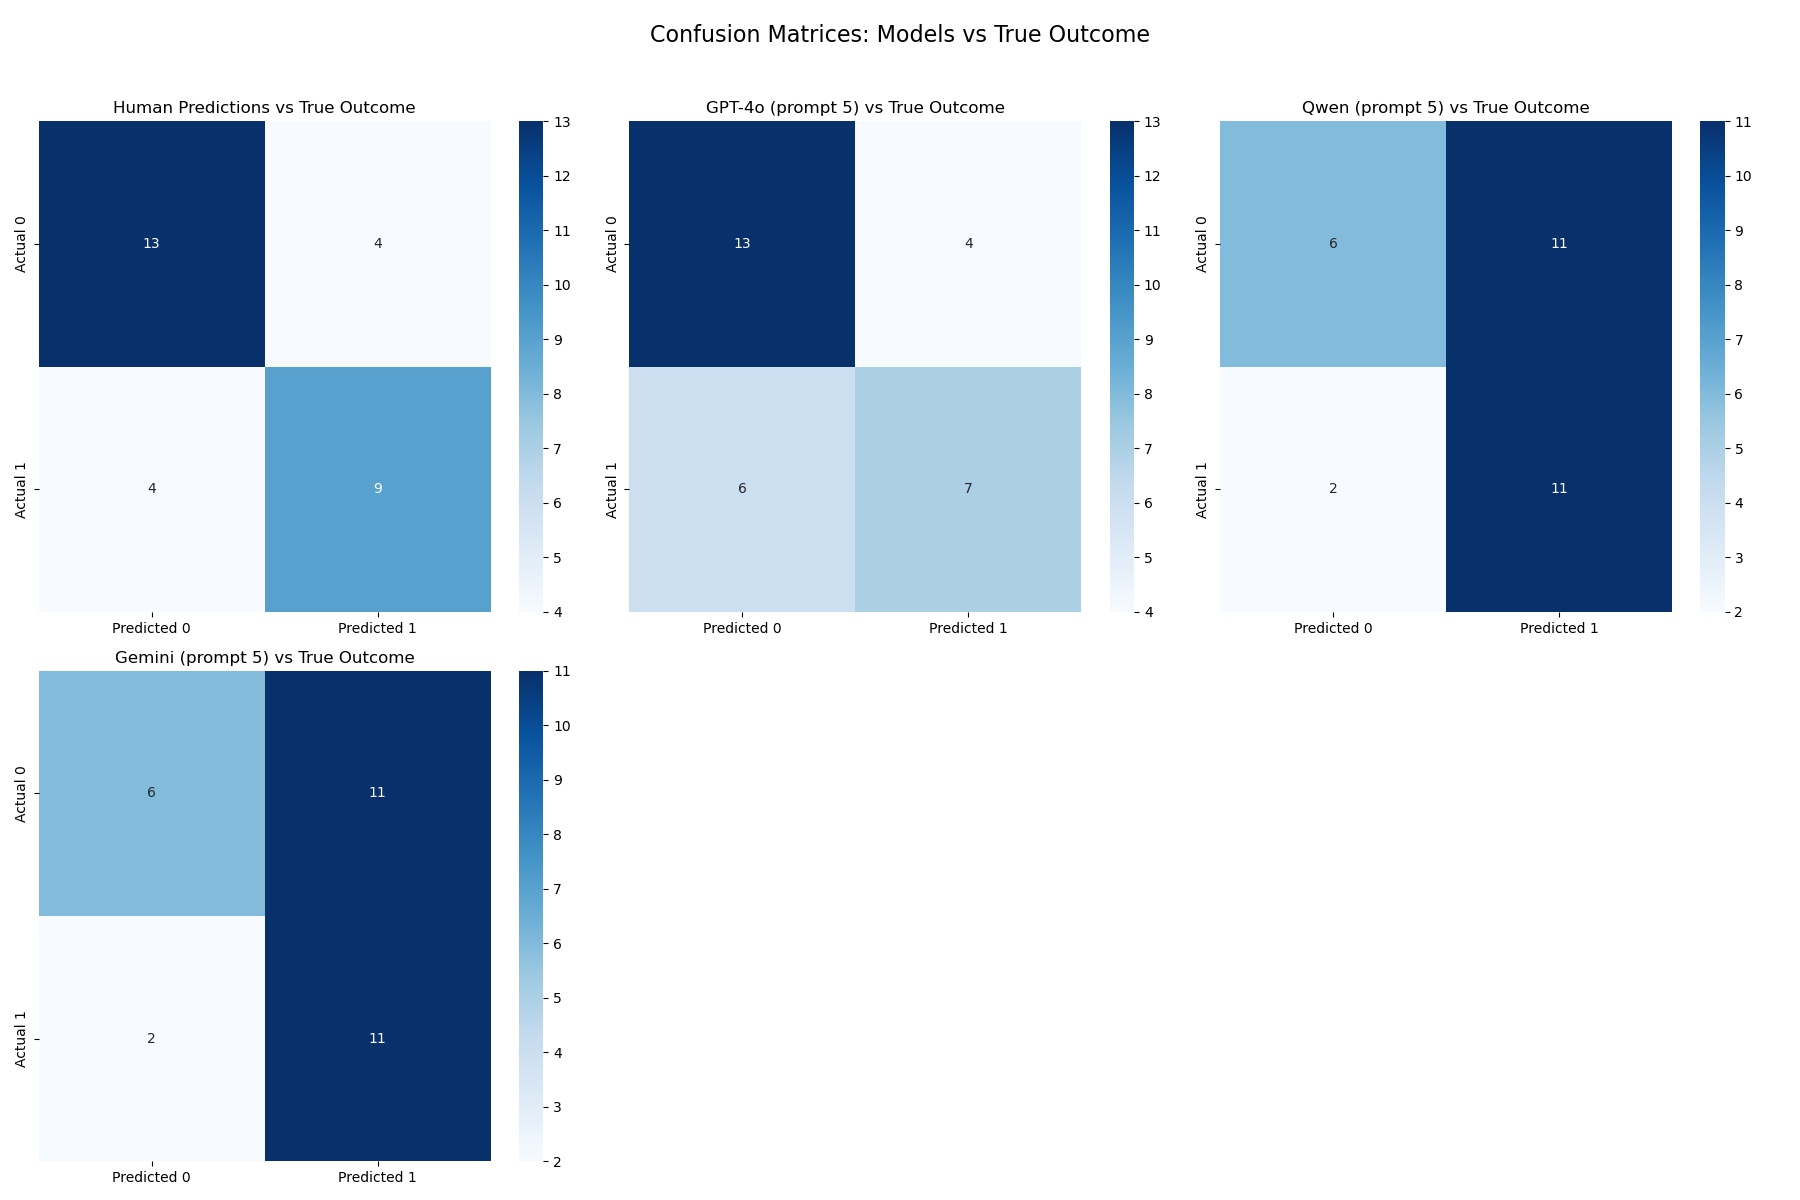 Confusion Matrices: Models vs True Outcome
Human Predictions vs True Outcome
Actual 0
Actual 1
13
4
4
9
Predicted 0
Predicted 1
13
12
11
10
9
8
7
6
5
4
GPT-4o (prompt 5) vs True Outcome
Actual 0
Actual 1
13
4
6
7
Predicted 0
Predicted 1
13
12
11
10
9
8
7
6
5
4
Qwen (prompt 5) vs True Outcome
Actual 0
Actual 1
6
11
2
11
Predicted 0
Predicted 1
11
10
9
8
7
6
5
4
3
2
Gemini (prompt 5) vs True Outcome
Actual 0
Actual 1
6
11
2
11
Predicted 0
Predicted 1
11
10
9
8
7
6
5
4
3
2